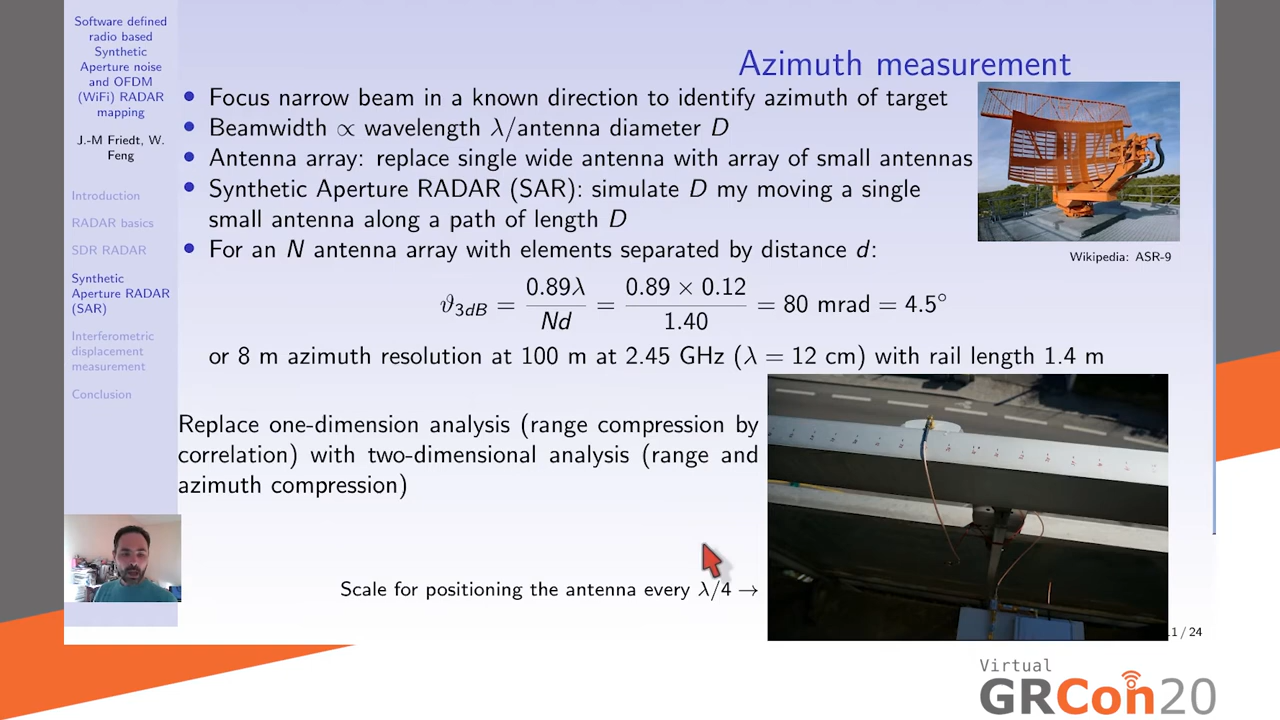 Software defined
radio based
Synthetic
Aperture noise
and OFDM
(WiFi) RADAR
mapping
J.-M Friedt, W.
Feng
Introduction
RADAR basics
SDR RADAR
Synthetic
Aperture RADAR
(SAR)
Interferometric
displacement
measurement
Conclusion
Azimuth measurement
• Focus narrow beam in a known direction to identify azimuth of target
• Beamwidth ∝ wavelength λ/antenna diameter D
• Antenna array: replace single wide antenna with array of small antennas
• Synthetic Aperture RADAR (SAR): simulate D my moving a single
small antenna along a path of length D
• For an N antenna array with elements separated by distance d:
Wikipedia: ASR-9
ϑ3dB = 0.89λ / Nd = 0.89 × 0.12 / 1.40 = 80 mrad = 4.5°
or 8 m azimuth resolution at 100 m at 2.45 GHz (λ = 12 cm) with rail length 1.4 m
Replace one-dimension analysis (range compression by
correlation) with two-dimensional analysis (range and
azimuth compression)
Scale for positioning the antenna every λ/4 →
11 / 24
Virtual
GRCon20